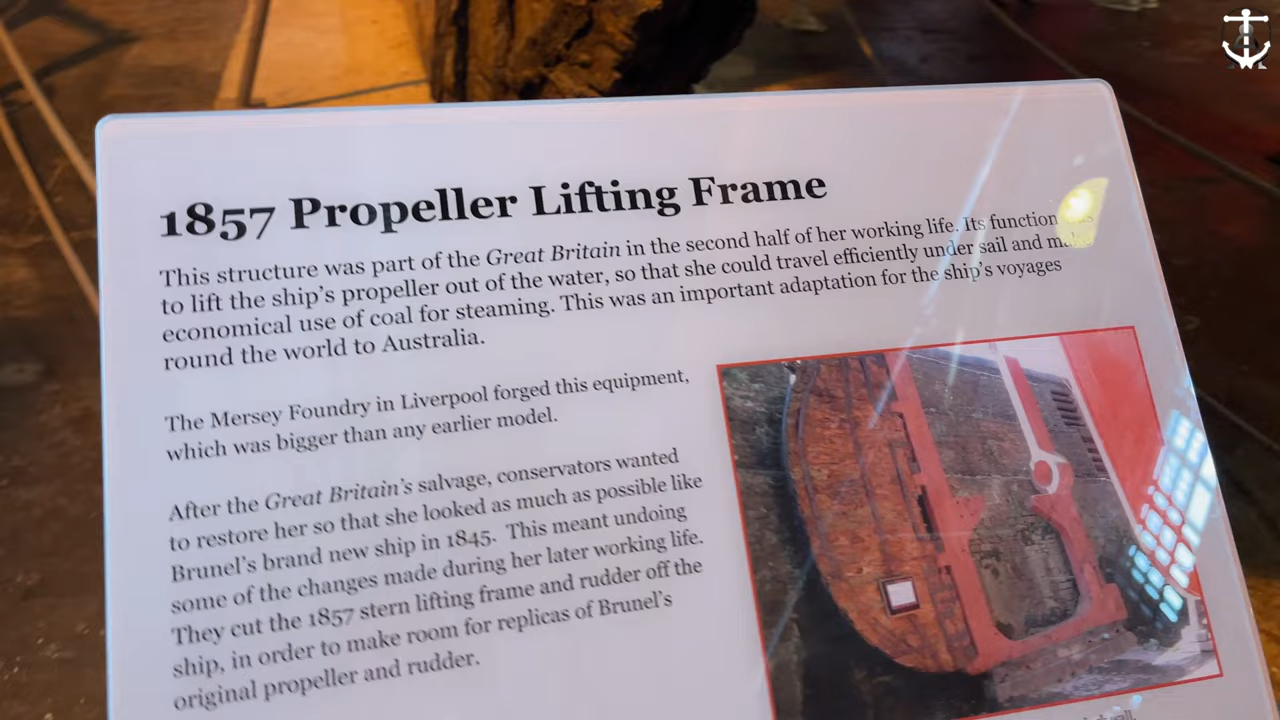 1857 Propeller Lifting Frame
This structure was part of the Great Britain in the second half of her working life. Its function
to lift the ship's propeller out of the water, so that she could travel efficiently under sail and make
economical use of coal for steaming. This was an important adaptation for the ship's voyages
round the world to Australia.
The Mersey Foundry in Liverpool forged this equipment,
which was bigger than any earlier model.
After the Great Britain's salvage, conservators wanted
to restore her so that she looked as much as possible like
Brunel's brand new ship in 1845. This meant undoing
some of the changes made during her later working life.
They cut the 1857 stern lifting frame and rudder off the
ship, in order to make room for replicas of Brunel's
original propeller and rudder.